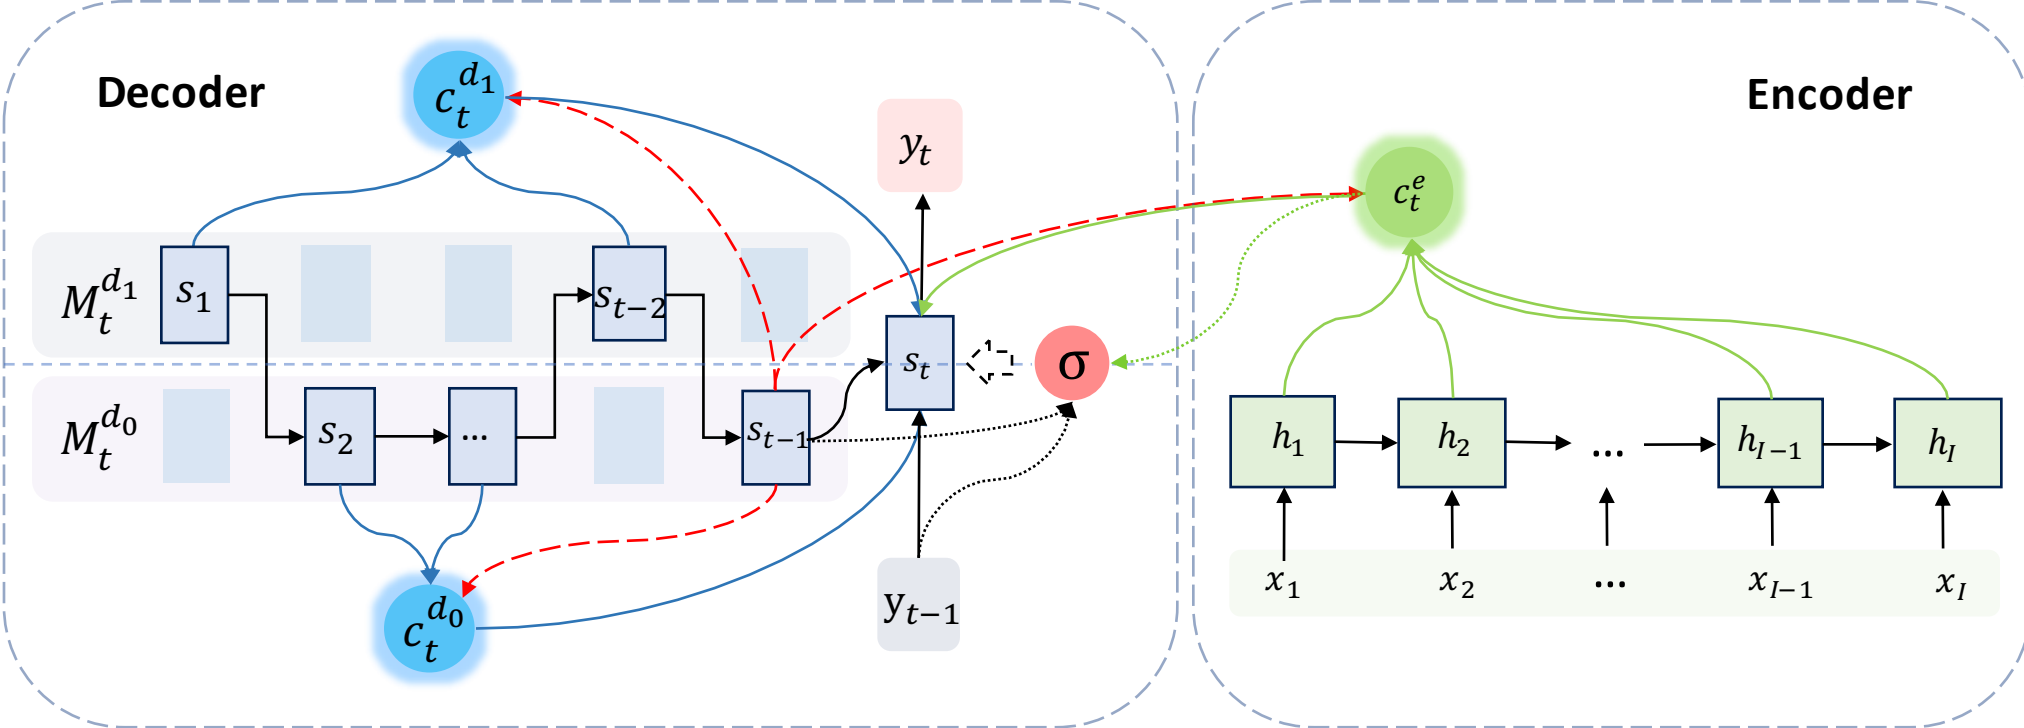 Decoder
Encoder
c_t^{d_1}
y_t
c_t^e
M_t^{d_1}
s_1
s_{t-2}
s_t
σ
M_t^{d_0}
s_2
...
s_{t-1}
h_1
h_2
...
h_{I-1}
h_I
c_t^{d_0}
y_{t-1}
x_1
x_2
...
x_{I-1}
x_I